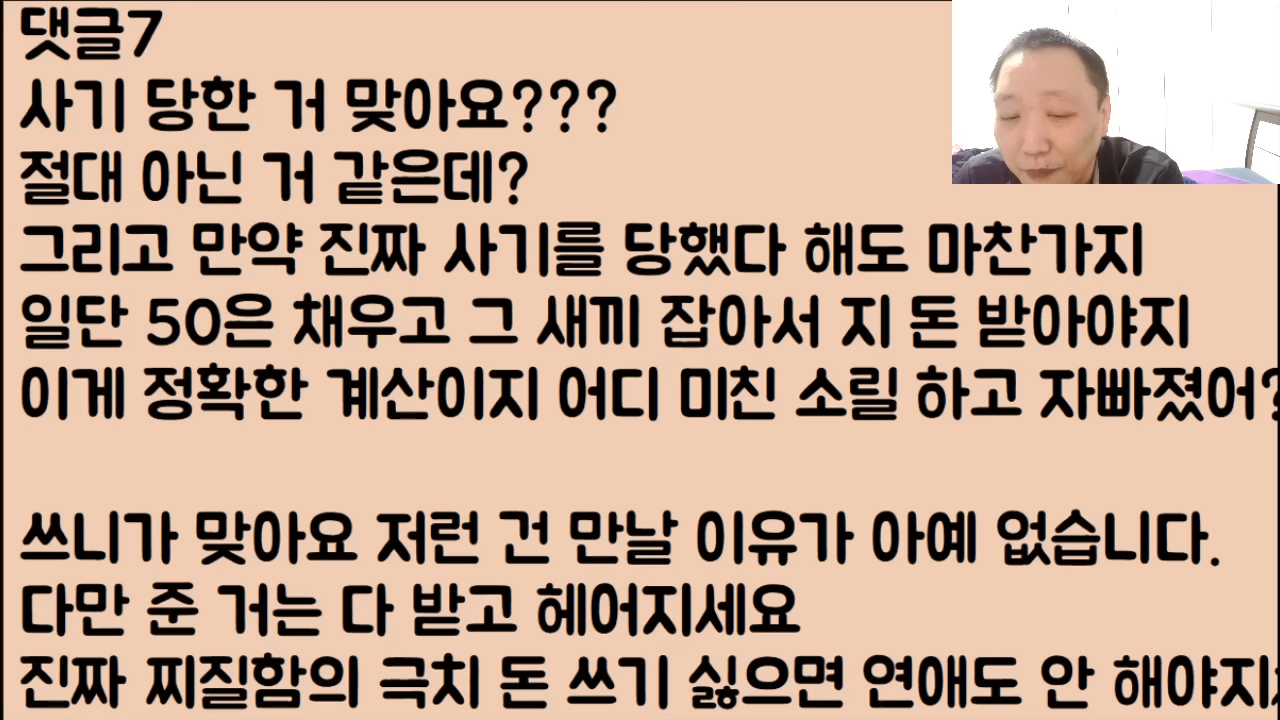 댓글7
사기 당한 거 맞아요???
절대 아닌 거 같은데?
그리고 만약 진짜 사기를 당했다 해도 마찬가지
일단 50은 채우고 그 새끼 잡아서 지 돈 받아야지
이게 정확한 계산이지 어디 미친 소릴 하고 자빠졌어?
쓰니가 맞아요 저런 건 만날 이유가 아예 없습니다.
다만 준 거는 다 받고 헤어지세요
진짜 찌질함의 극치 돈 쓰기 싫으면 연애도 안 해야지